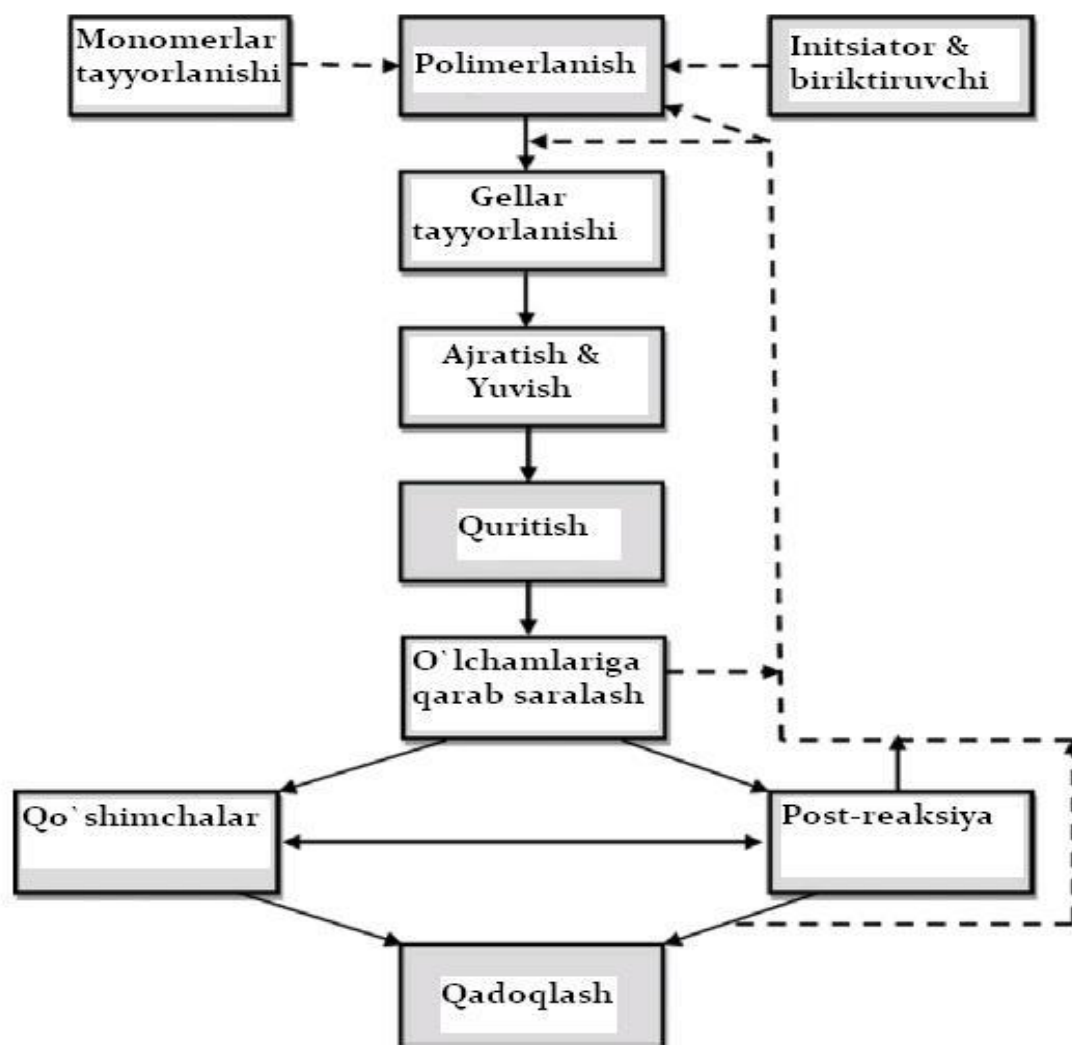 Monomerlar
tayyorlanishi
Polimerlanish
Initsiator &
biriktiruvchi
Gellar
tayyorlanishi
Ajratish &
Yuvish
Quritish
O`lchamlariga
qarab saralash
Qo`shimchalar
Post-reaksiya
Qadoqlash